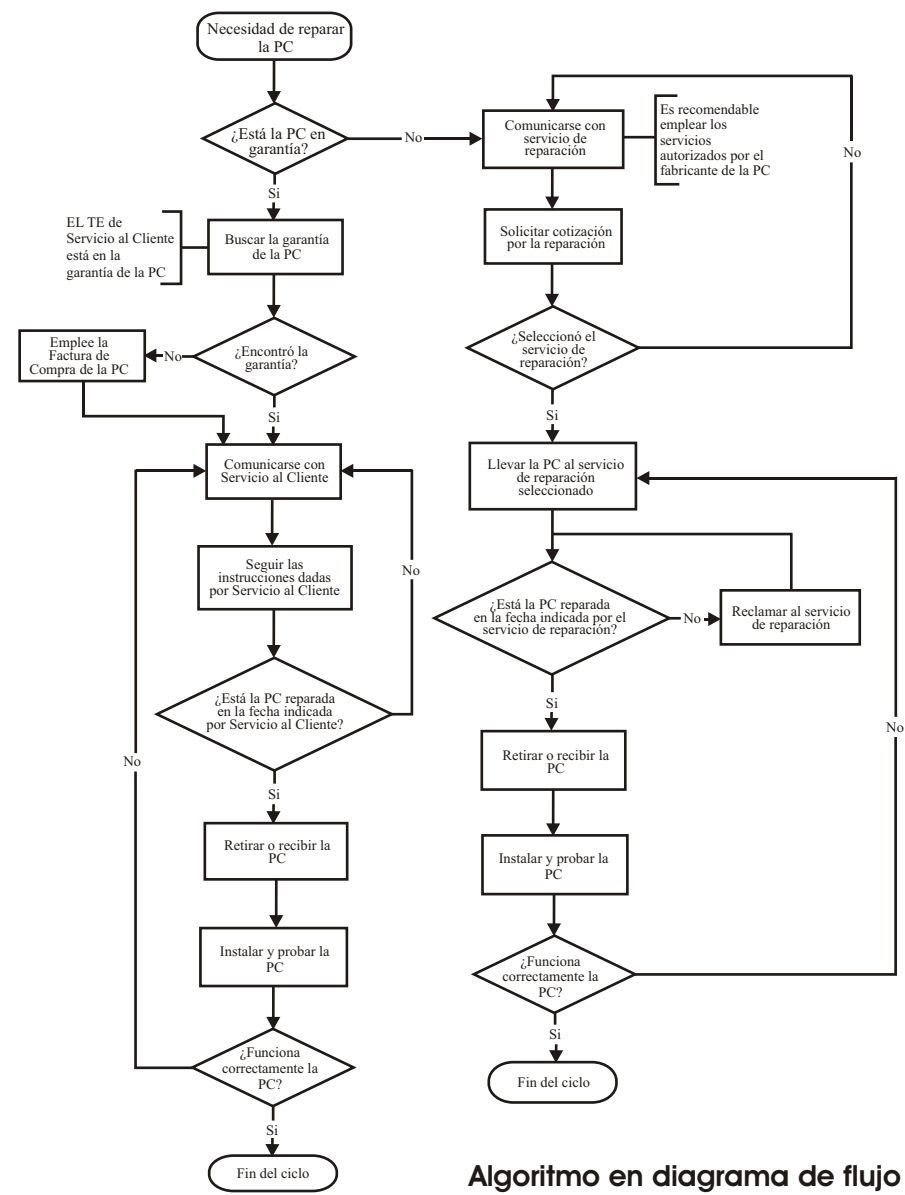 Necesidad de reparar
la PC
¿Está la PC en
garantía?
No
Si
Comunicarse con
servicio de
reparación
Es recomendable
emplear los
servicios
autorizados por el
fabricante de la PC
No
EL TE de
Servicio al Cliente
está en la
garantía de la PC
Buscar la garantía
de la PC
Solicitar cotización
por la reparación
¿Encontró la
garantía?
No
Emplee la
Factura de
Compra de la PC
Si
¿Seleccionó el
servicio de
reparación?
Si
Comunicarse con
Servicio al Cliente
Llevar la PC al servicio
de reparación
seleccionado
Seguir las
instrucciones dadas
por Servicio al Cliente
No
¿Está la PC reparada
en la fecha indicada por el
servicio de reparación?
No
Reclamar al servicio
de reparación
¿Está la PC reparada
en la fecha indicada
por Servicio al Cliente?
Si
Si
No
No
Retirar o recibir la
PC
Retirar o recibir la
PC
Instalar y probar la
PC
Instalar y probar la
PC
¿Funciona
correctamente la
PC?
Si
Fin del ciclo
¿Funciona
correctamente la
PC?
Si
Fin del ciclo
Algoritmo en diagrama de flujo